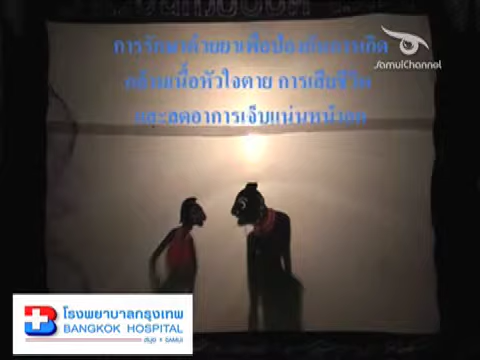 SamuiChannel
การรักษาด้วยยาเพื่อป้องกันการเกิด
กล้ามเนื้อหัวใจตาย การเสียชีวิต
และลดอาการเจ็บแน่นหน้าอก
โรงพยาบาลกรุงเทพ
BANGKOK HOSPITAL
สมุย • SAMUI